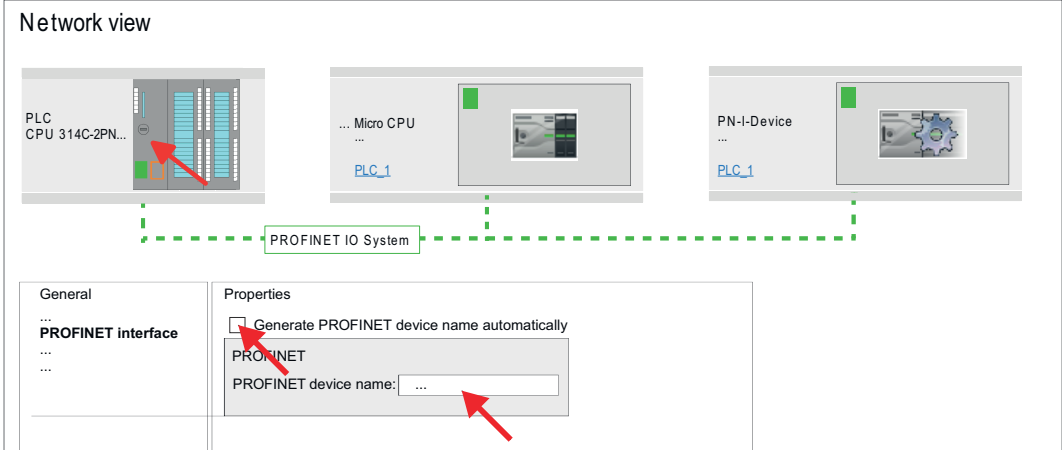 Network view
PLC
CPU 314C-2PN...
... Micro CPU
...
PLC_1
PN-I-Device
...
PLC_1
PROFINET IO System
General
...
PROFINET interface
...
...
Properties
Generate PROFINET device name automatically
PROFINET
PROFINET device name:
...